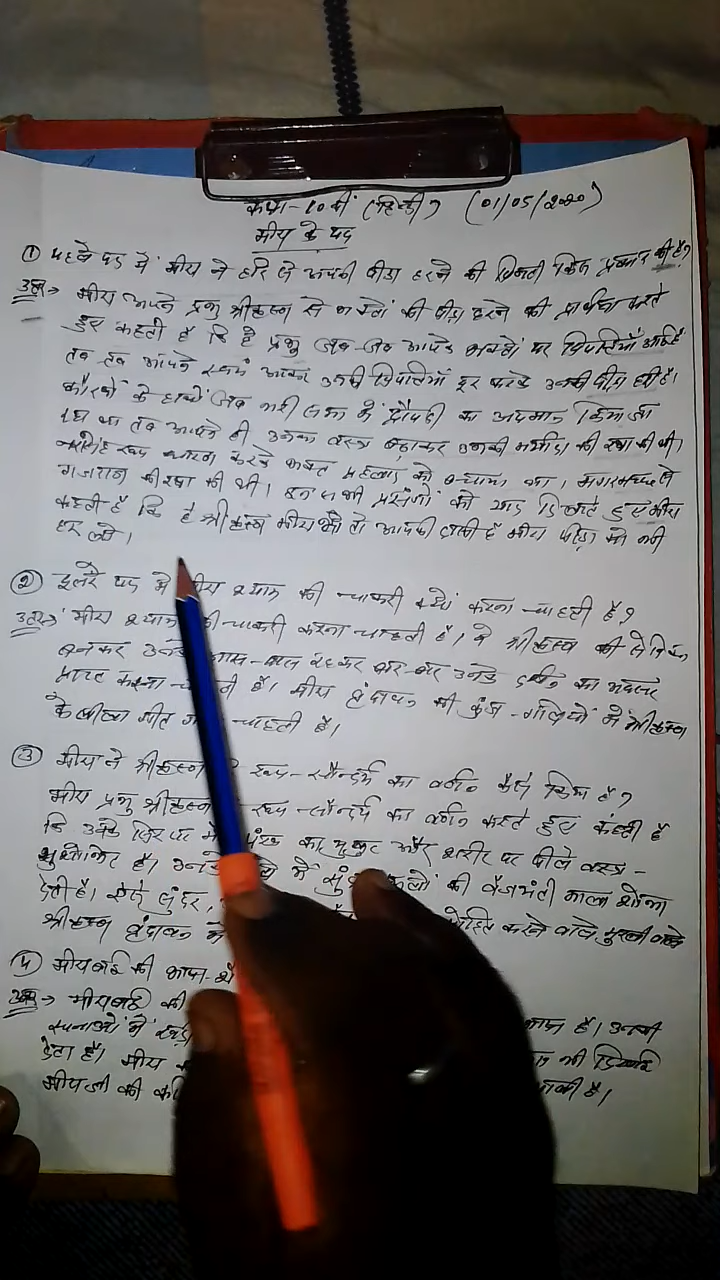 कक्षा-10वीं (हिन्दी) (01/05/2020)
मीरा के पद
① पहले पद में मीरा ने हरि से अपनी पीड़ा हरने की विनती किस प्रकार की है?
उत्तर→ मीरा अपने प्रभु श्रीकृष्ण से भक्तों की पीड़ा हरने की प्रार्थना करते
हुए कहती है कि हे प्रभु जब-जब आपके भक्तों पर विपत्तियाँ आई है
तब-तब आपने स्वयं आकर उनकी विपत्तियाँ दूर करके उनकी पीड़ा हरी है।
कौरवों के हाथों जब भरी सभा में द्रौपदी का अपमान किया जा
रहा था तब आपने ही उनका वस्त्र बढ़ाकर उनकी मर्यादा की रक्षा की थी।
नरसिंह रूप धारण करके भक्त प्रहलाद को बचाया था। मगरमच्छ से
गजराज की रक्षा की थी। इन सभी प्रसंगों को याद दिलाते हुए मीरा
कहती है कि हे श्रीकृष्ण मीरा भी तो आपकी दासी है मीरा पीड़ा को भी
हर लो।
② दूसरे पद में मीरा श्याम की चाकरी क्यों करना चाहती है?
उत्तर→ मीरा श्याम की चाकरी करना चाहती है। वे श्रीकृष्ण की सेविका
बनकर उनके आस-पास रहकर बार-बार उनके दर्शन का अवसर
प्राप्त करना चाहती है। मीरा वृंदावन की कुंज-गलियों में श्रीकृष्ण
के लीला गीत चाहती है।
③ मीरा ने श्रीकृष्ण रूप-सौन्दर्य का वर्णन कैसे किया है?
मीरा प्रभु श्रीकृष्ण रूप-सौन्दर्य का वर्णन करते हुए कहती है
कि उनके सिर पर मुकुट और शरीर पर पीले वस्त्र-
सुशोभित है। उनके में फूलों की वैजयंती माला शोभा
देती है। ऐसे सुंदर,
श्रीकृष्ण वृंदावन में मोहित करने वाले मुरली
④ मीराबाई की भाषा-
उत्तर→ मीराबाई की है। उनकी
रचनाओं में भी दिखाई
देता है। मीरा
मीरा जी की है।